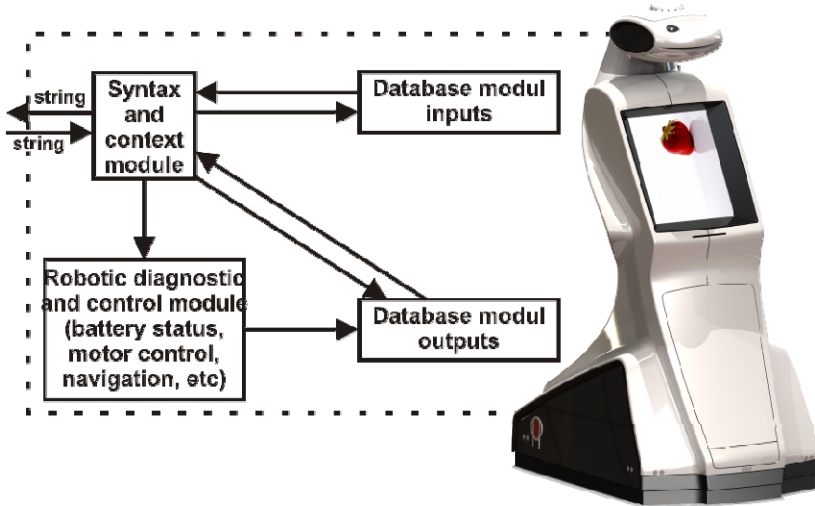 string
string
Syntax
and
context
module
Database modul
inputs
Robotic diagnostic
and control module
(battery status,
motor control,
navigation, etc)
Database modul
outputs